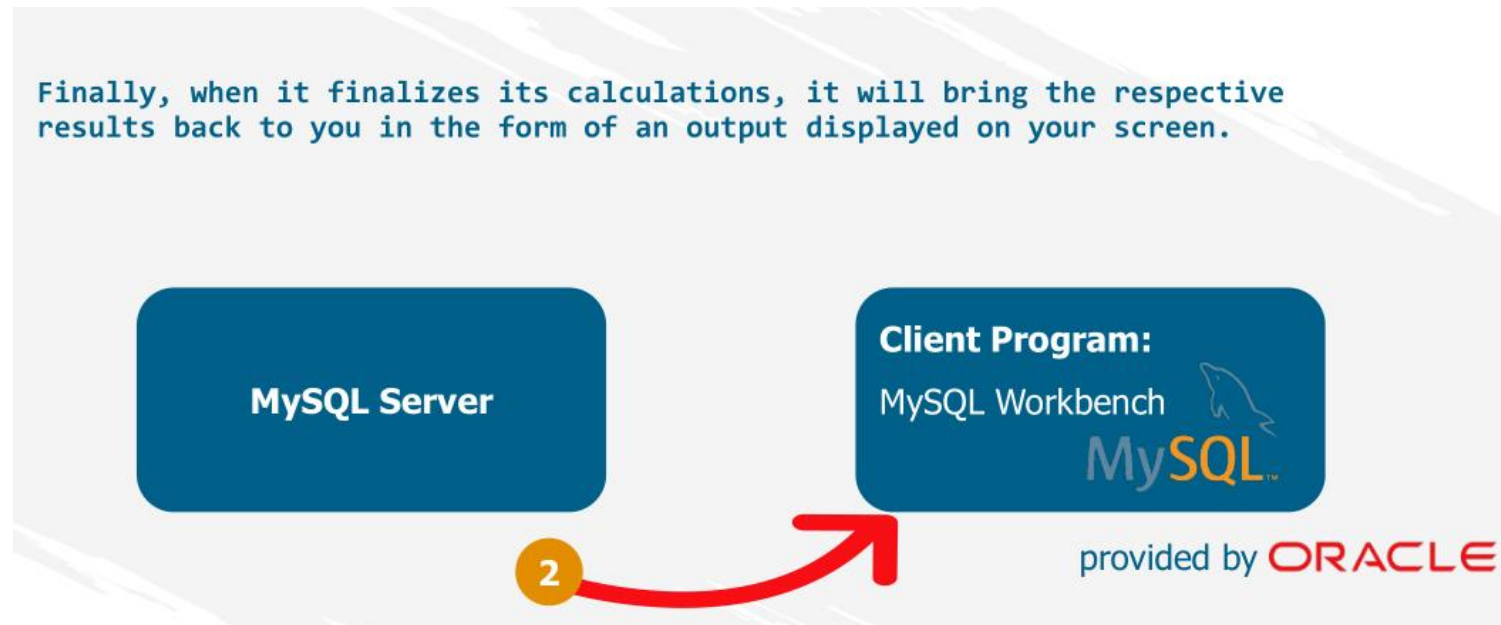 Finally, when it finalizes its calculations, it will bring the respective
results back to you in the form of an output displayed on your screen.
MySQL Server
Client Program:
MySQL Workbench
MySQL™
2
provided by ORACLE